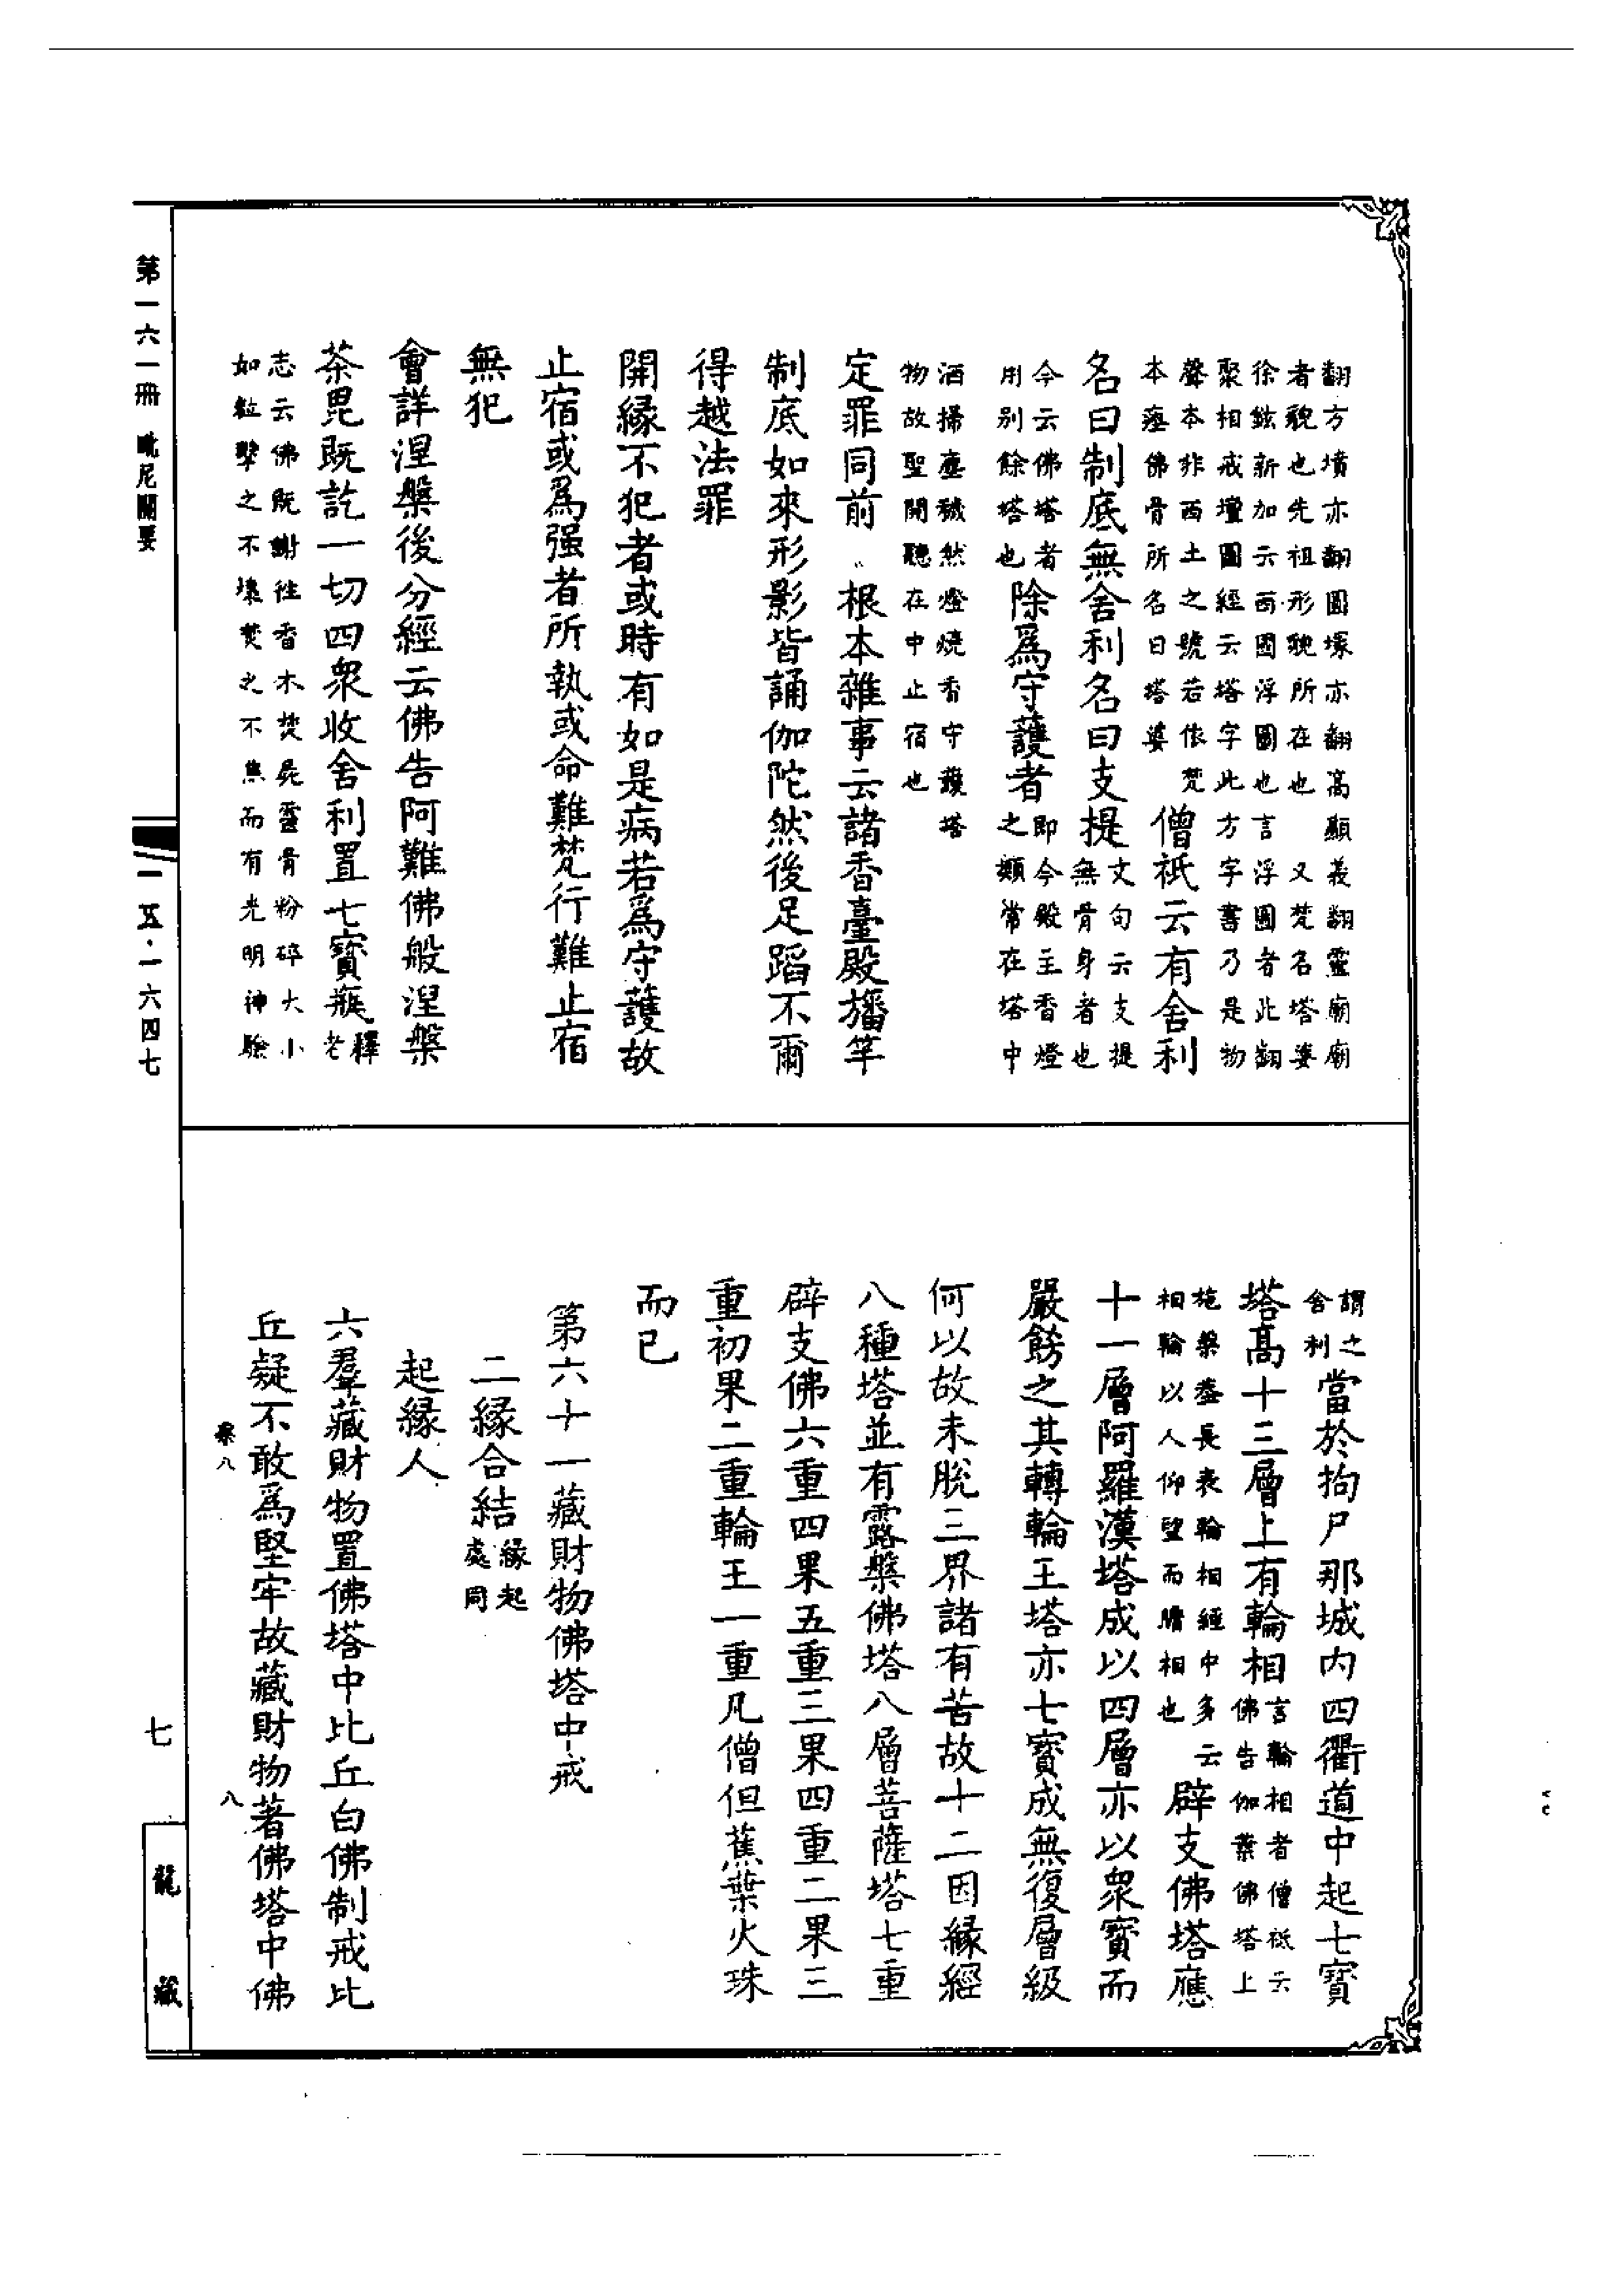 翻方墳亦翻圓塚亦翻高顯義翻靈廟廟
者貌也先祖形貌所在也又梵名塔婆
徐鉉新加云西國浮圖也言浮圖者此翻
聚相戒壇圖經云塔字此方字書乃是物
聲本非西土之號若依梵
本瘞佛骨所名曰塔婆
僧祇云有舍利
名曰制底無舍利名曰支提
文句云支提
無骨身者也
今云佛塔者
用別餘塔也
除爲守護者
即今殿主香燈
之類常在塔中
洒掃塵穢然燈燒香守護塔
物故聖開聽在中止宿也
定罪同前
根本雜事云諸香臺殿旛竿
制底如來形影皆誦伽陀然後足蹈不爾
得越法罪
開緣不犯者或時有如是病若爲守護故
止宿或爲强者所執或命難梵行難止宿
無犯
會詳涅槃後分經云佛告阿難佛般涅槃
荼毘既訖一切四衆收舍利置七寶瓶
釋
老
志云佛既謝往香木焚屍靈骨粉碎大小
如粒擊之不壞焚之不焦而有光明神驗
謂之
舍利
當於拘尸那城内四衢道中起七寶
塔高十三層上有輪相
言輪相者僧祇云
佛告伽葉佛塔上
施槃蓋長表輪相經中多云
相輪以人仰望而瞻相也
辟支佛塔應
十一層阿羅漢塔成以四層亦以衆寶而
嚴餝之其轉輪王塔亦七寶成無復層級
何以故未脫三界諸有苦故十二因緣經
八種塔並有露槃佛塔八層菩薩塔七重
辟支佛六重四果五重三果四重二果三
重初果二重輪王一重凡僧但蕉葉火珠
而已
第六十一藏財物佛塔中戒
二緣合結
緣起
處同
起緣人
六羣藏財物置佛塔中比丘白佛制戒比
丘疑不敢爲堅牢故藏財物著佛塔中佛
八
八
第一六一冊 毗尼關要
一一五·一六四七
七
龍藏